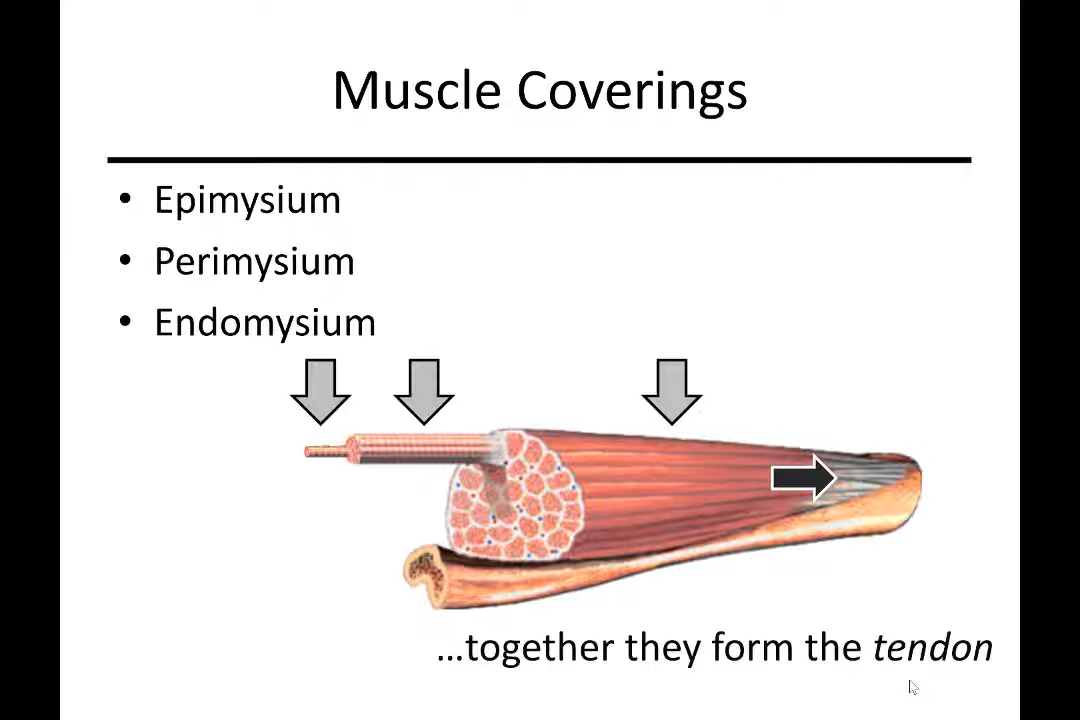 Muscle Coverings
• Epimysium
• Perimysium
• Endomysium
...together they form the tendon